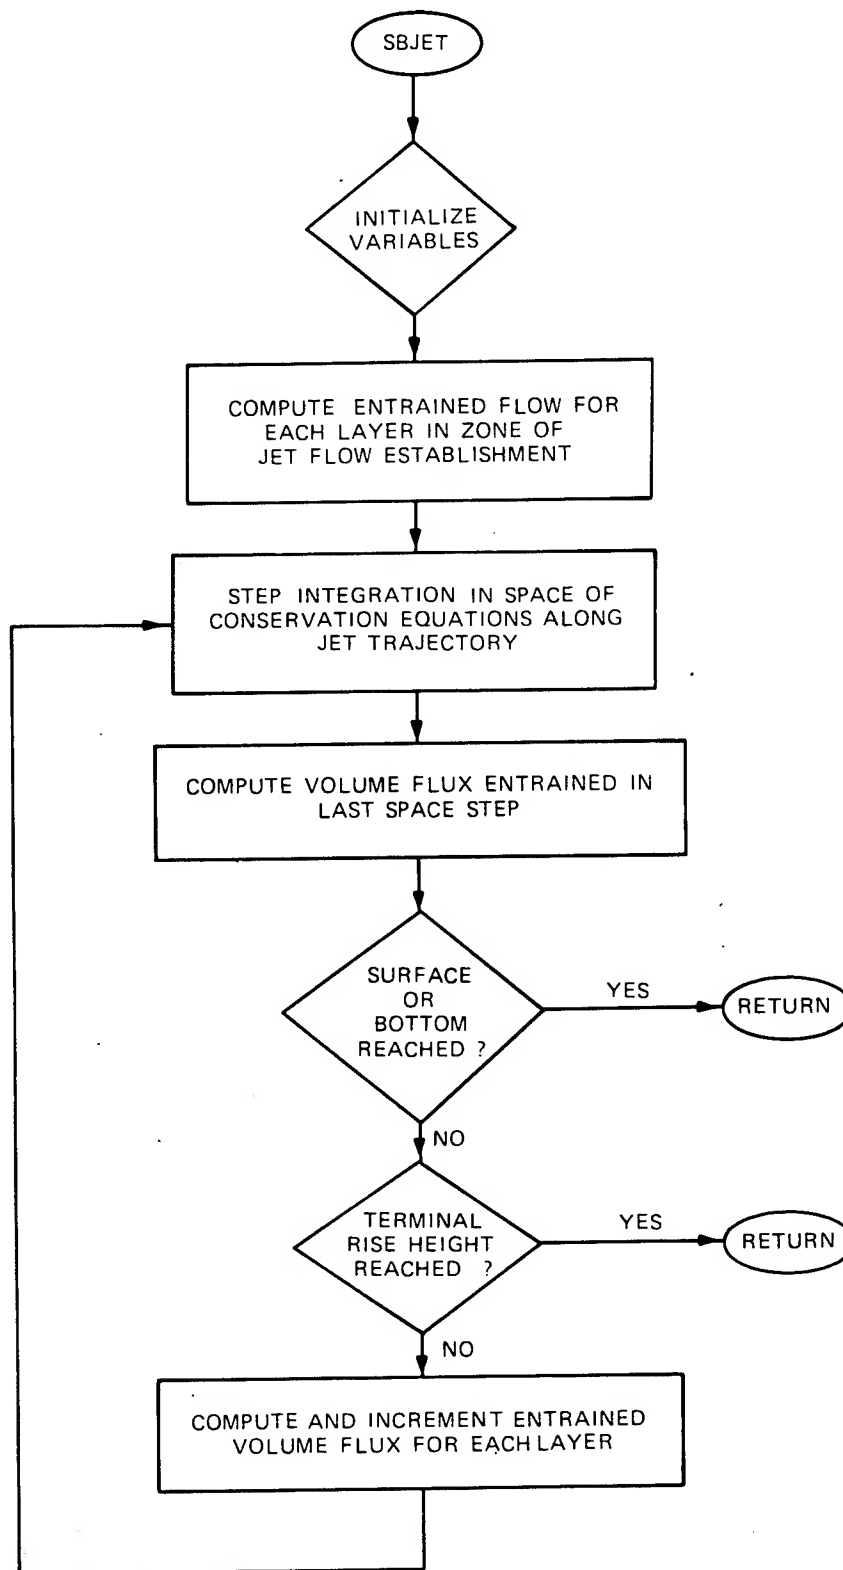 SBJET
INITIALIZE
VARIABLES
COMPUTE ENTRAINED FLOW FOR
EACH LAYER IN ZONE OF
JET FLOW ESTABLISHMENT
STEP INTEGRATION IN SPACE OF
CONSERVATION EQUATIONS ALONG
JET TRAJECTORY
COMPUTE VOLUME FLUX ENTRAINED IN
LAST SPACE STEP
SURFACE
OR
BOTTOM
REACHED ?
YES
RETURN
NO
TERMINAL
RISE HEIGHT
REACHED ?
YES
RETURN
NO
COMPUTE AND INCREMENT ENTRAINED
VOLUME FLUX FOR EACH LAYER